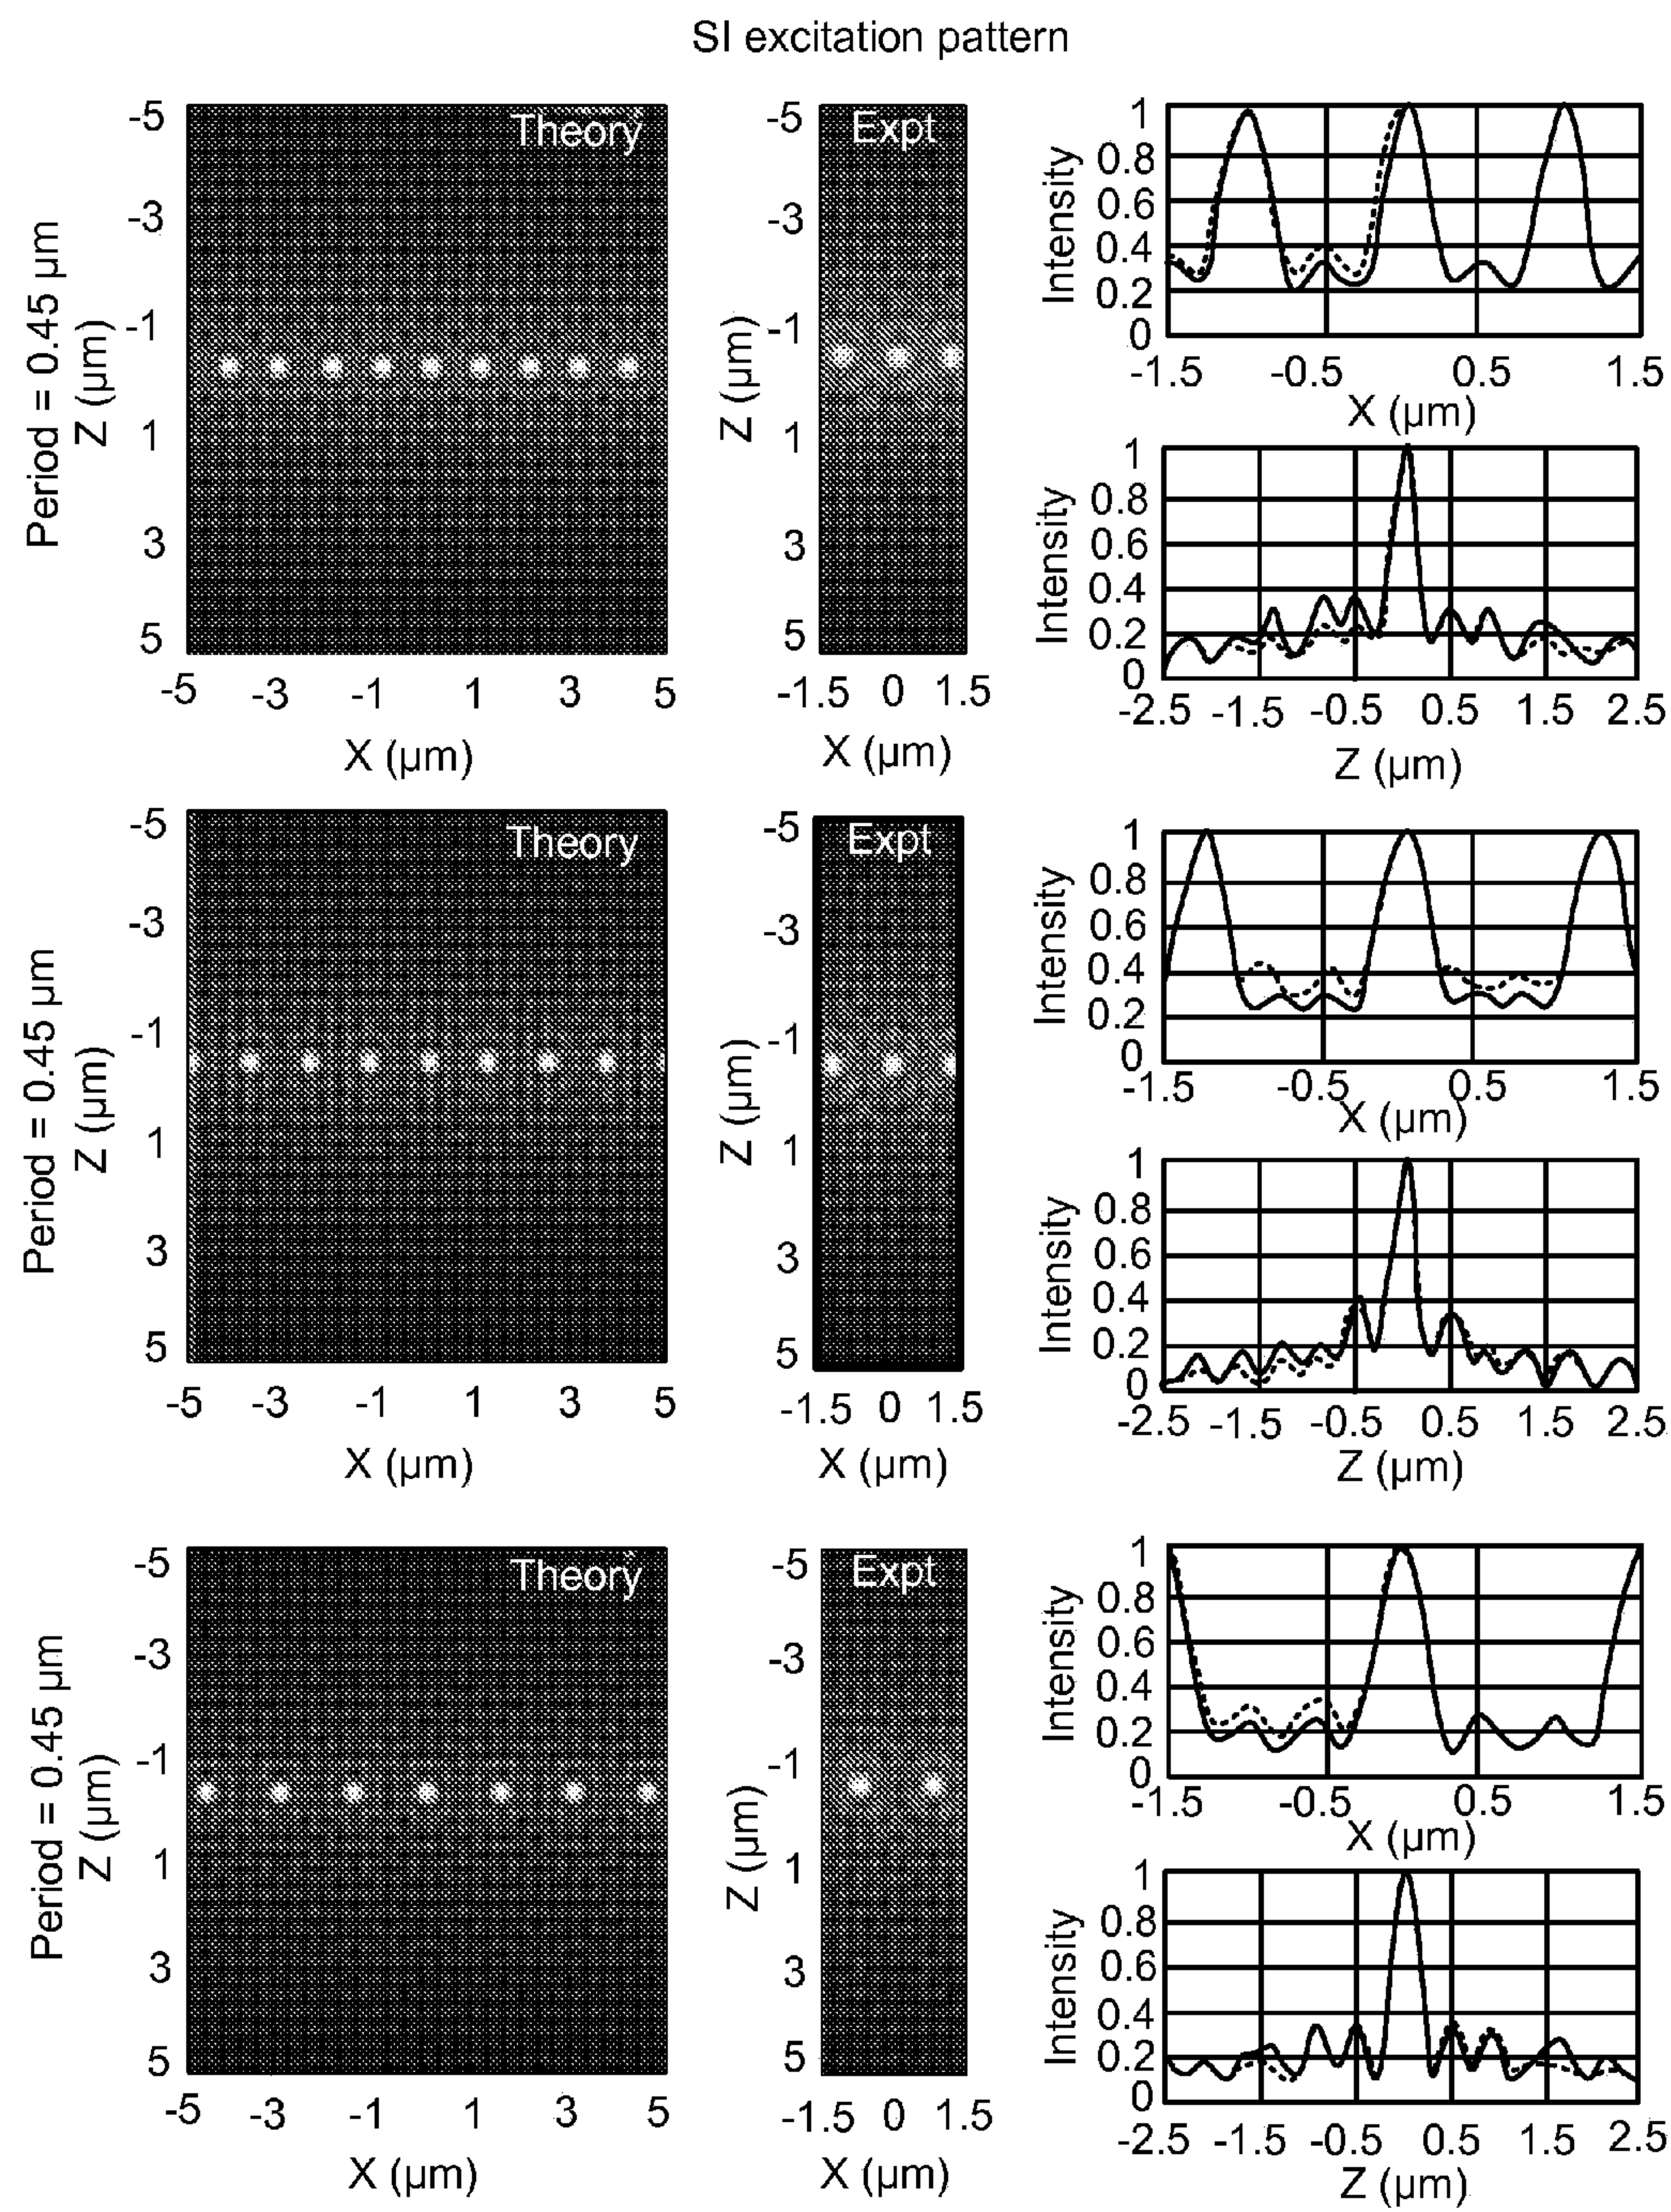 SI excitation pattern
Period = 0.45 µm
Z (µm)
-5
-3
-1
1
3
5
Theory
-5 -3 -1 1 3 5
X (µm)
Z (µm)
-5
-3
-1
1
3
5
Expt
-1.5 0 1.5
X (µm)
Intensity
1
0.8
0.6
0.4
0.2
0
-1.5 -0.5 0.5 1.5
X (µm)
Intensity
1
0.8
0.6
0.4
0.2
0
-2.5 -1.5 -0.5 0.5 1.5 2.5
Z (µm)
Period = 0.45 µm
Z (µm)
-5
-3
-1
1
3
5
Theory
-5 -3 -1 1 3 5
X (µm)
Z (µm)
-5
-3
-1
1
3
5
Expt
-1.5 0 1.5
X (µm)
Intensity
1
0.8
0.6
0.4
0.2
0
-1.5 -0.5 0.5 1.5
X (µm)
Intensity
1
0.8
0.6
0.4
0.2
0
-2.5 -1.5 -0.5 0.5 1.5 2.5
Z (µm)
Period = 0.45 µm
Z (µm)
-5
-3
-1
1
3
5
Theory
-5 -3 -1 1 3 5
X (µm)
Z (µm)
-5
-3
-1
1
3
5
Expt
-1.5 0 1.5
X (µm)
Intensity
1
0.8
0.6
0.4
0.2
0
-1.5 -0.5 0.5 1.5
X (µm)
Intensity
1
0.8
0.6
0.4
0.2
0
-2.5 -1.5 -0.5 0.5 1.5 2.5
Z (µm)